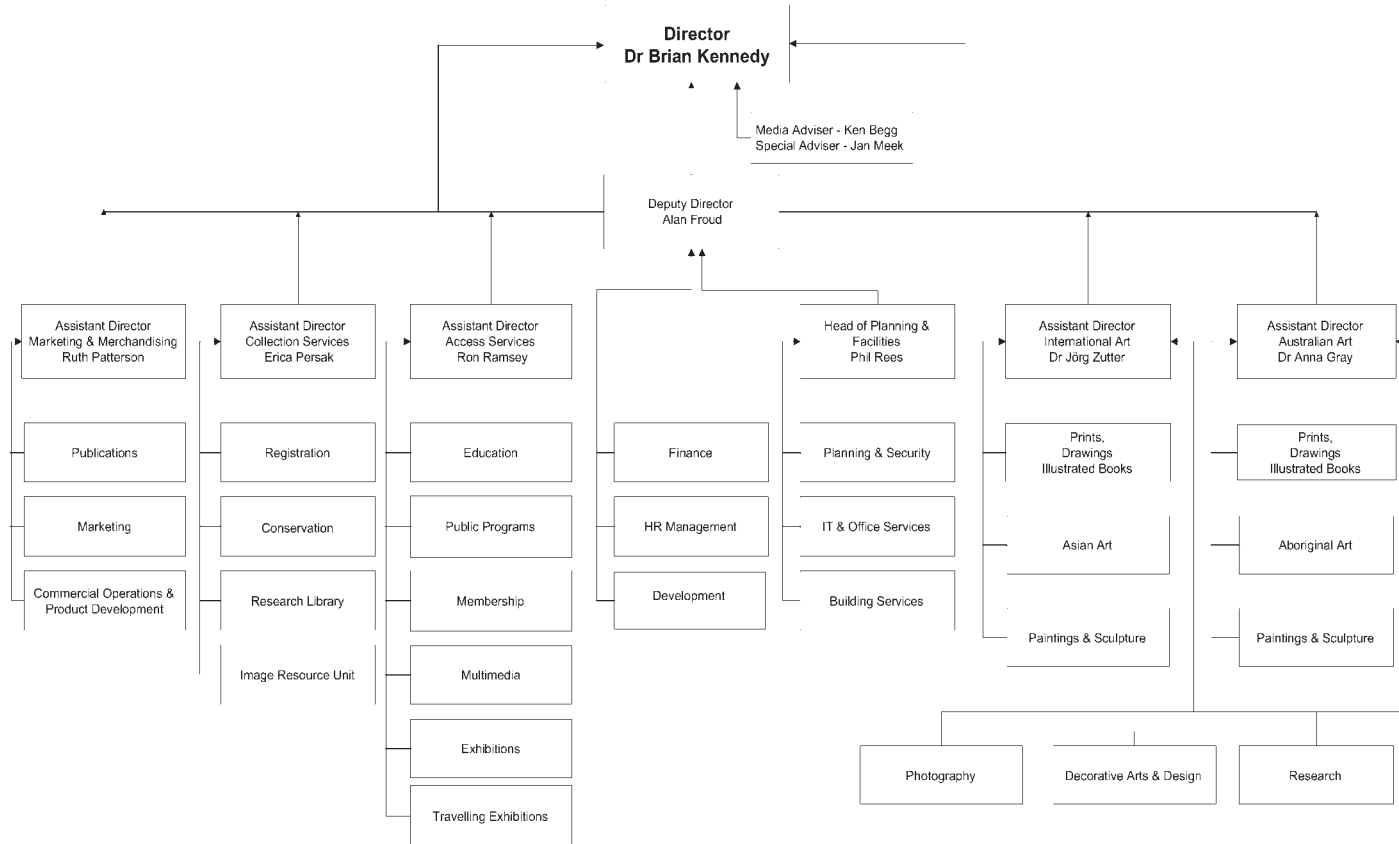 Director
Dr Brian Kennedy
Media Adviser - Ken Begg
Special Adviser - Jan Meek
Deputy Director
Alan Froud
Assistant Director
Marketing & Merchandising
Ruth Patterson
Assistant Director
Collection Services
Erica Persak
Assistant Director
Access Services
Ron Ramsey
Head of Planning &
Facilities
Phil Rees
Assistant Director
International Art
Dr Jörg Zutter
Assistant Director
Australian Art
Dr Anna Gray
Publications
Marketing
Commercial Operations &
Product Development
Registration
Conservation
Research Library
Image Resource Unit
Education
Public Programs
Membership
Multimedia
Exhibitions
Travelling Exhibitions
Finance
HR Management
Development
Planning & Security
IT & Office Services
Building Services
Prints,
Drawings
Illustrated Books
Asian Art
Paintings & Sculpture
Prints,
Drawings
Illustrated Books
Aboriginal Art
Paintings & Sculpture
Photography
Decorative Arts & Design
Research